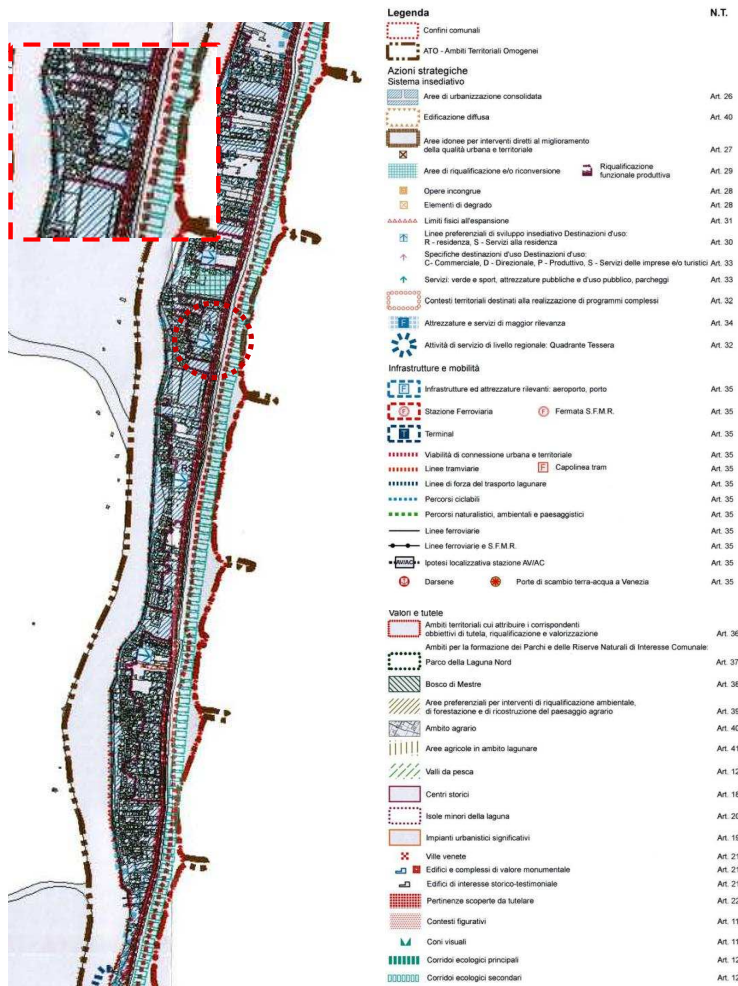 Legenda N.T.
Confini comunali
ATO - Ambiti Territoriali Omogenei
Azioni strategiche
Sistema insediativo
Aree di urbanizzazione consolidata Art. 26
Edificazione diffusa Art. 40
Aree idonee per interventi diretti al miglioramento
della qualità urbana e territoriale Art. 27
Aree di riqualificazione e/o riconversione Riqualificazione funzionale produttiva Art. 29
Opere incongrue Art. 28
Elementi di degrado Art. 28
Limiti fisici all'espansione Art. 31
Linee preferenziali di sviluppo insediativo Destinazioni d'uso:
R - residenza, S - Servizi alla residenza Art. 30
Specifiche destinazioni d'uso Destinazioni d'uso:
C- Commerciale, D - Direzionale, P - Produttivo, S - Servizi delle imprese e/o turistici Art. 33
Servizi: verde e sport, attrezzature pubbliche e d'uso pubblico, parcheggi Art. 33
Contesti territoriali destinati alla realizzazione di programmi complessi Art. 32
F Attrezzature e servizi di maggior rilevanza Art. 34
Attività di servizio di livello regionale: Quadrante Tessera Art. 32
Infrastrutture e mobilità
F Infrastrutture ed attrezzature rilevanti: aeroporto, porto Art. 35
Stazione Ferroviaria F Fermata S.F.M.R. Art. 35
T Terminal Art. 35
Viabilità di connessione urbana e territoriale Art. 35
Linee tramviarie F Capolinea tram Art. 35
Linee di forza del trasporto lagunare Art. 35
Percorsi ciclabili Art. 35
Percorsi naturalistici, ambientali e paesaggistici Art. 35
Linee ferroviarie Art. 35
Linee ferroviarie e S.F.M.R. Art. 35
AV/AC Ipotesi localizzativa stazione AV/AC Art. 35
Darsene Porte di scambio terra-acqua a Venezia Art. 35
Valori e tutele
Ambiti territoriali cui attribuire i corrispondenti
obbiettivi di tutela, riqualificazione e valorizzazione Art. 36
Ambiti per la formazione dei Parchi e delle Riserve Naturali di Interesse Comunale:
Parco della Laguna Nord Art. 37
Bosco di Mestre Art. 38
Aree preferenziali per interventi di riqualificazione ambientale,
di forestazione e di ricostruzione del paesaggio agrario Art. 39
Ambito agrario Art. 40
Aree agricole in ambito lagunare Art. 41
Valli da pesca Art. 12
Centri storici Art. 18
Isole minori della laguna Art. 20
Impianti urbanistici significativi Art. 19
Ville venete Art. 21
Edifici e complessi di valore monumentale Art. 21
Edifici di interesse storico-testimoniale Art. 21
Pertinenze scoperte da tutelare Art. 22
Contesti figurativi Art. 11
Coni visuali Art. 11
Corridoi ecologici principali Art. 12
Corridoi ecologici secondari Art. 12